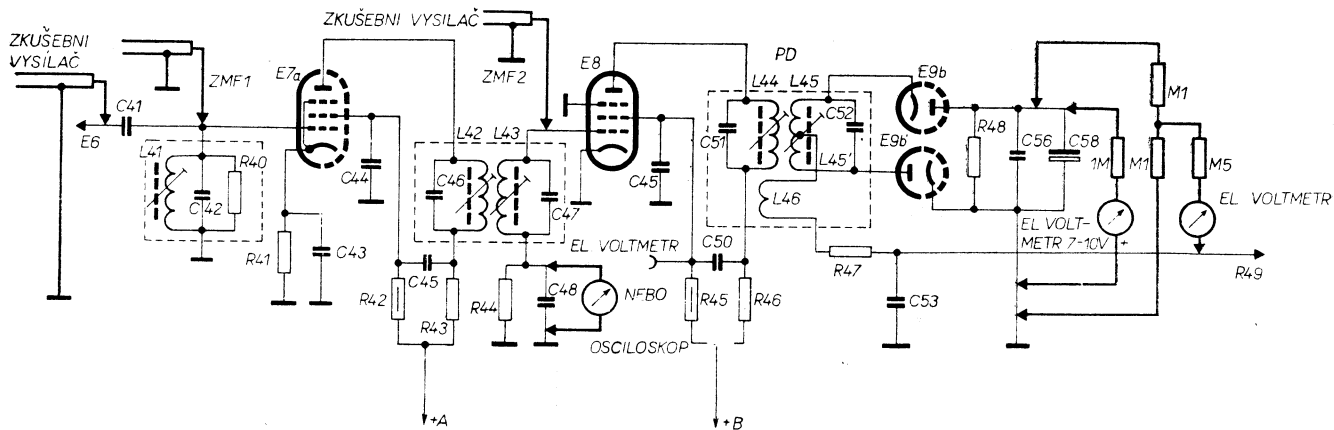 ZKUŠEBNI
VYSÍLAČ
ZKUŠEBNI VYSILAČ
ZMF1
ZMF2
E6
C41
L41
R40
C42
E7a
R41
C43
C44
L42
L43
C46
C47
R42
C45
R43
R44
C48
NEBO
+A
E8
C45
EL VOLTMETR
C50
R45
R46
OSCILOSKOP
+B
PD
L44
L45
C51
C52
L45'
L46
R47
C53
E9b
E9b'
R48
C56
C58
1M
M1
M1
M5
EL VOLT-
METR 7-10V
+
EL VOLTMETR
R49